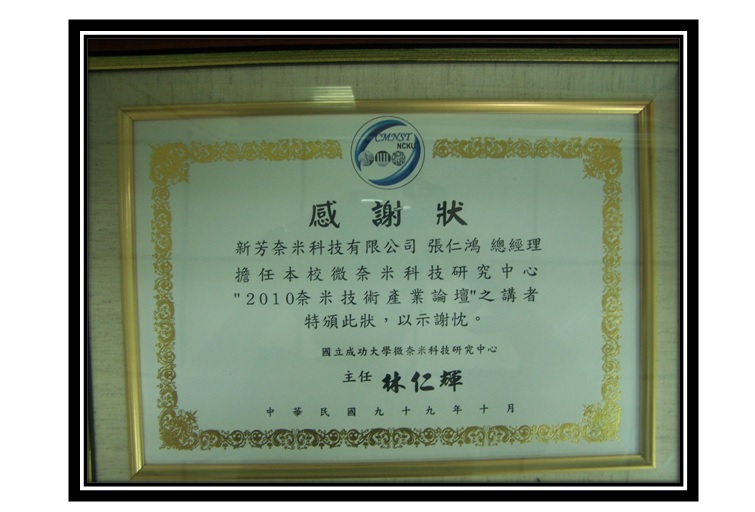 CMNST
NCKU
感謝狀
新芳奈米科技有限公司 張仁鴻 總經理
擔任本校微奈米科技研究中心
"2010奈米技術產業論壇"之講者
特頒此狀，以示謝忱。
國立成功大學微奈米科技研究中心
主任 林仁輝
中華民國九十九年十月